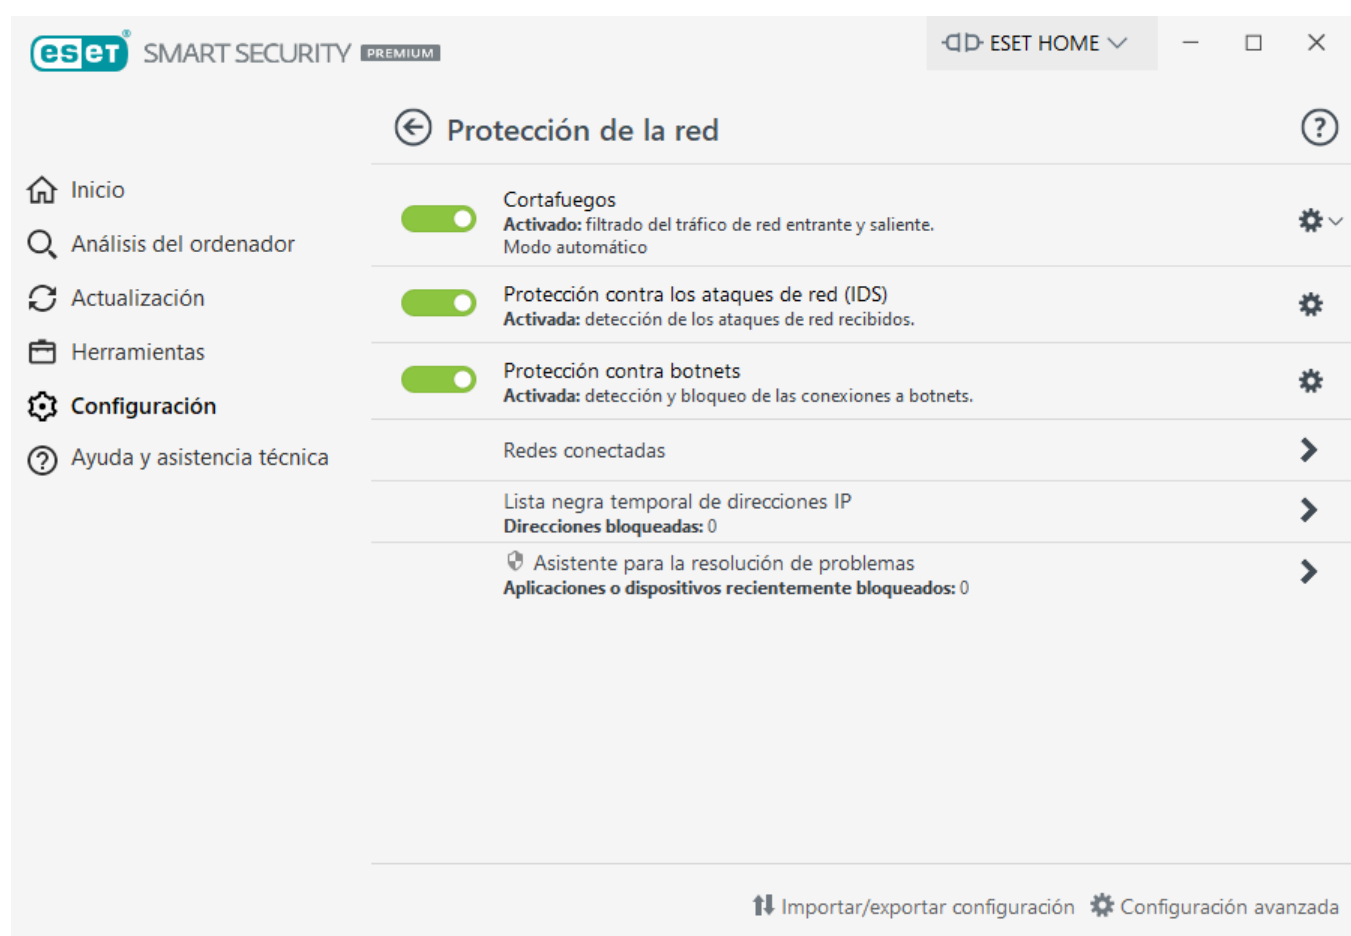 eset® SMART SECURITY PREMIUM
ESET HOME
Protección de la red
Inicio
Análisis del ordenador
Actualización
Herramientas
Configuración
Ayuda y asistencia técnica
Cortafuegos
Activado: filtrado del tráfico de red entrante y saliente.
Modo automático
Protección contra los ataques de red (IDS)
Activada: detección de los ataques de red recibidos.
Protección contra botnets
Activada: detección y bloqueo de las conexiones a botnets.
Redes conectadas
Lista negra temporal de direcciones IP
Direcciones bloqueadas: 0
Asistente para la resolución de problemas
Aplicaciones o dispositivos recientemente bloqueados: 0
Importar/exportar configuración Configuración avanzada